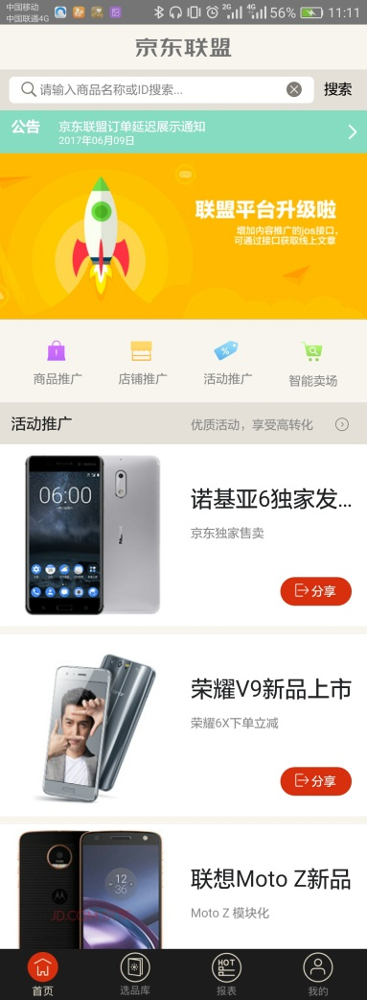 中国移动
中国联通4G
2G
4G
56%
11:11
京东联盟
请输入商品名称或ID搜索...
搜索
公告
京东联盟订单延迟展示通知
2017年06月09日
联盟平台升级啦
增加内容推广的jos接口,
可通过接口获取线上文章
商品推广
店铺推广
活动推广
智能卖场
活动推广
优质活动，享受高转化
06:00
诺基亚6独家发...
京东独家售卖
分享
荣耀V9新品上市
荣耀6X下单立减
分享
12
36
JD.CO
联想Moto Z新品
Moto Z 模块化
首页
选品库
HOT
报表
我的